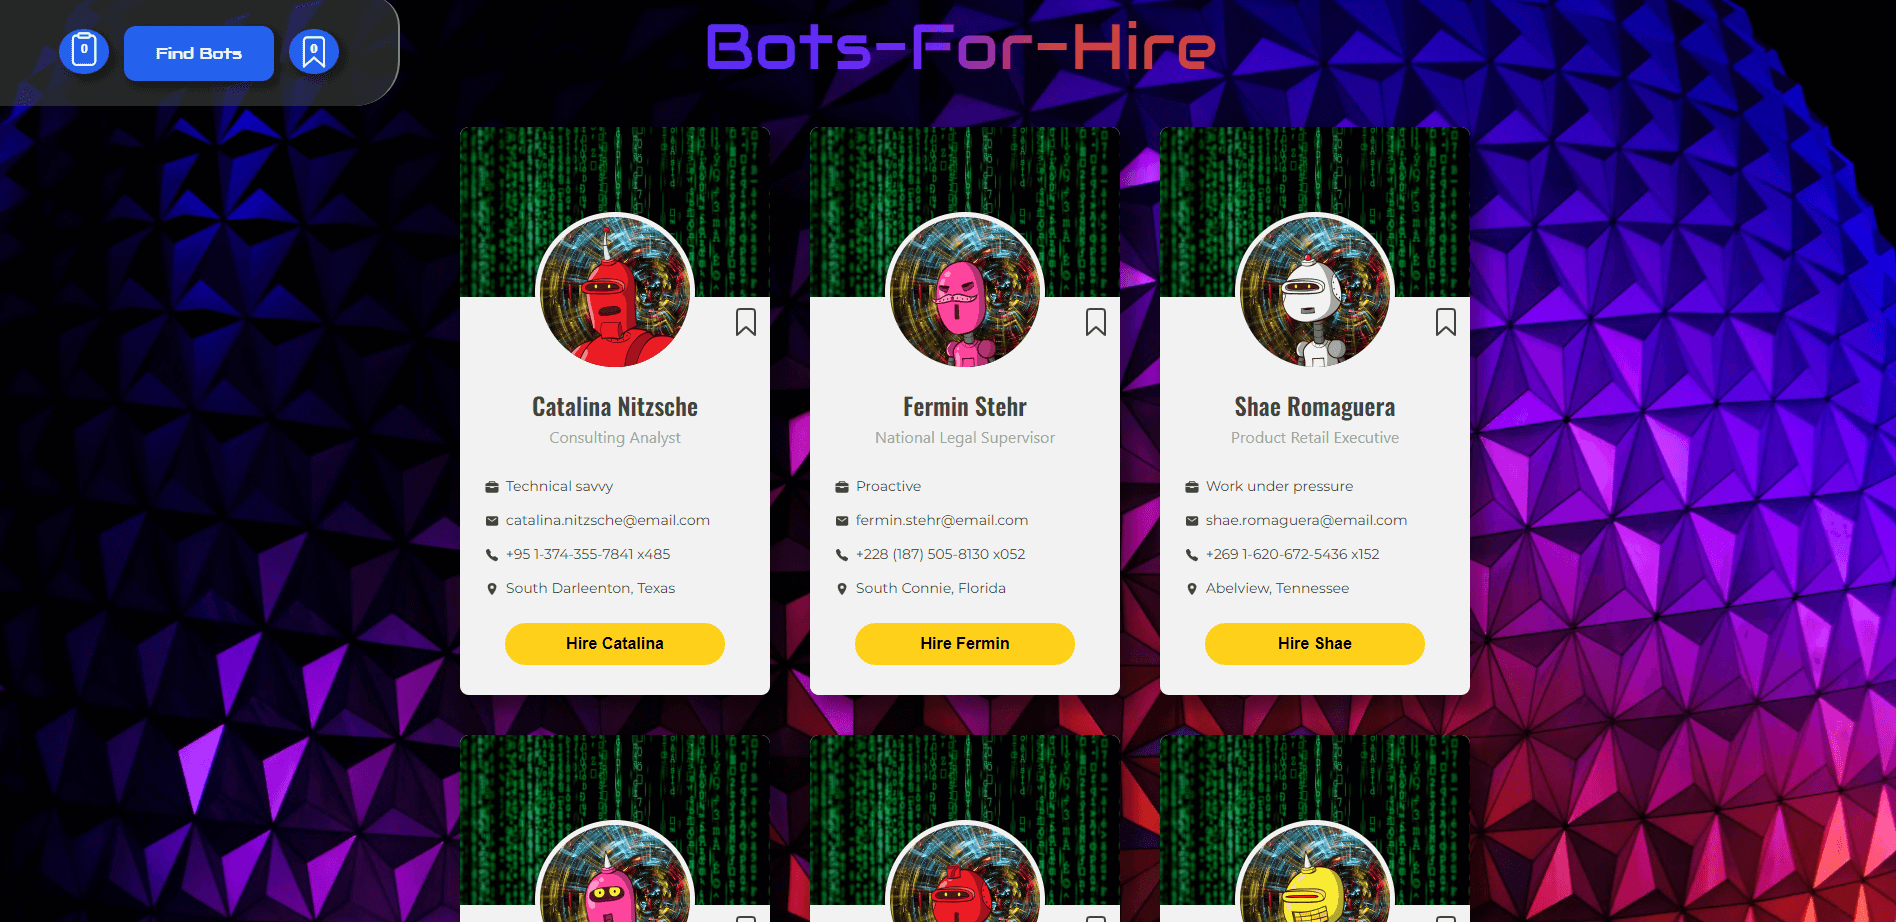 0
Find Bots
0
Bots-For-Hire
Catalina Nitzsche
Consulting Analyst
Technical savvy
catalina.nitzsche@email.com
+95 1-374-355-7841 x485
South Darleenton, Texas
Hire Catalina
Fermin Stehr
National Legal Supervisor
Proactive
fermin.stehr@email.com
+228 (187) 505-8130 x052
South Connie, Florida
Hire Fermin
Shae Romaguera
Product Retail Executive
Work under pressure
shae.romaguera@email.com
+269 1-620-672-5436 x152
Abelview, Tennessee
Hire Shae